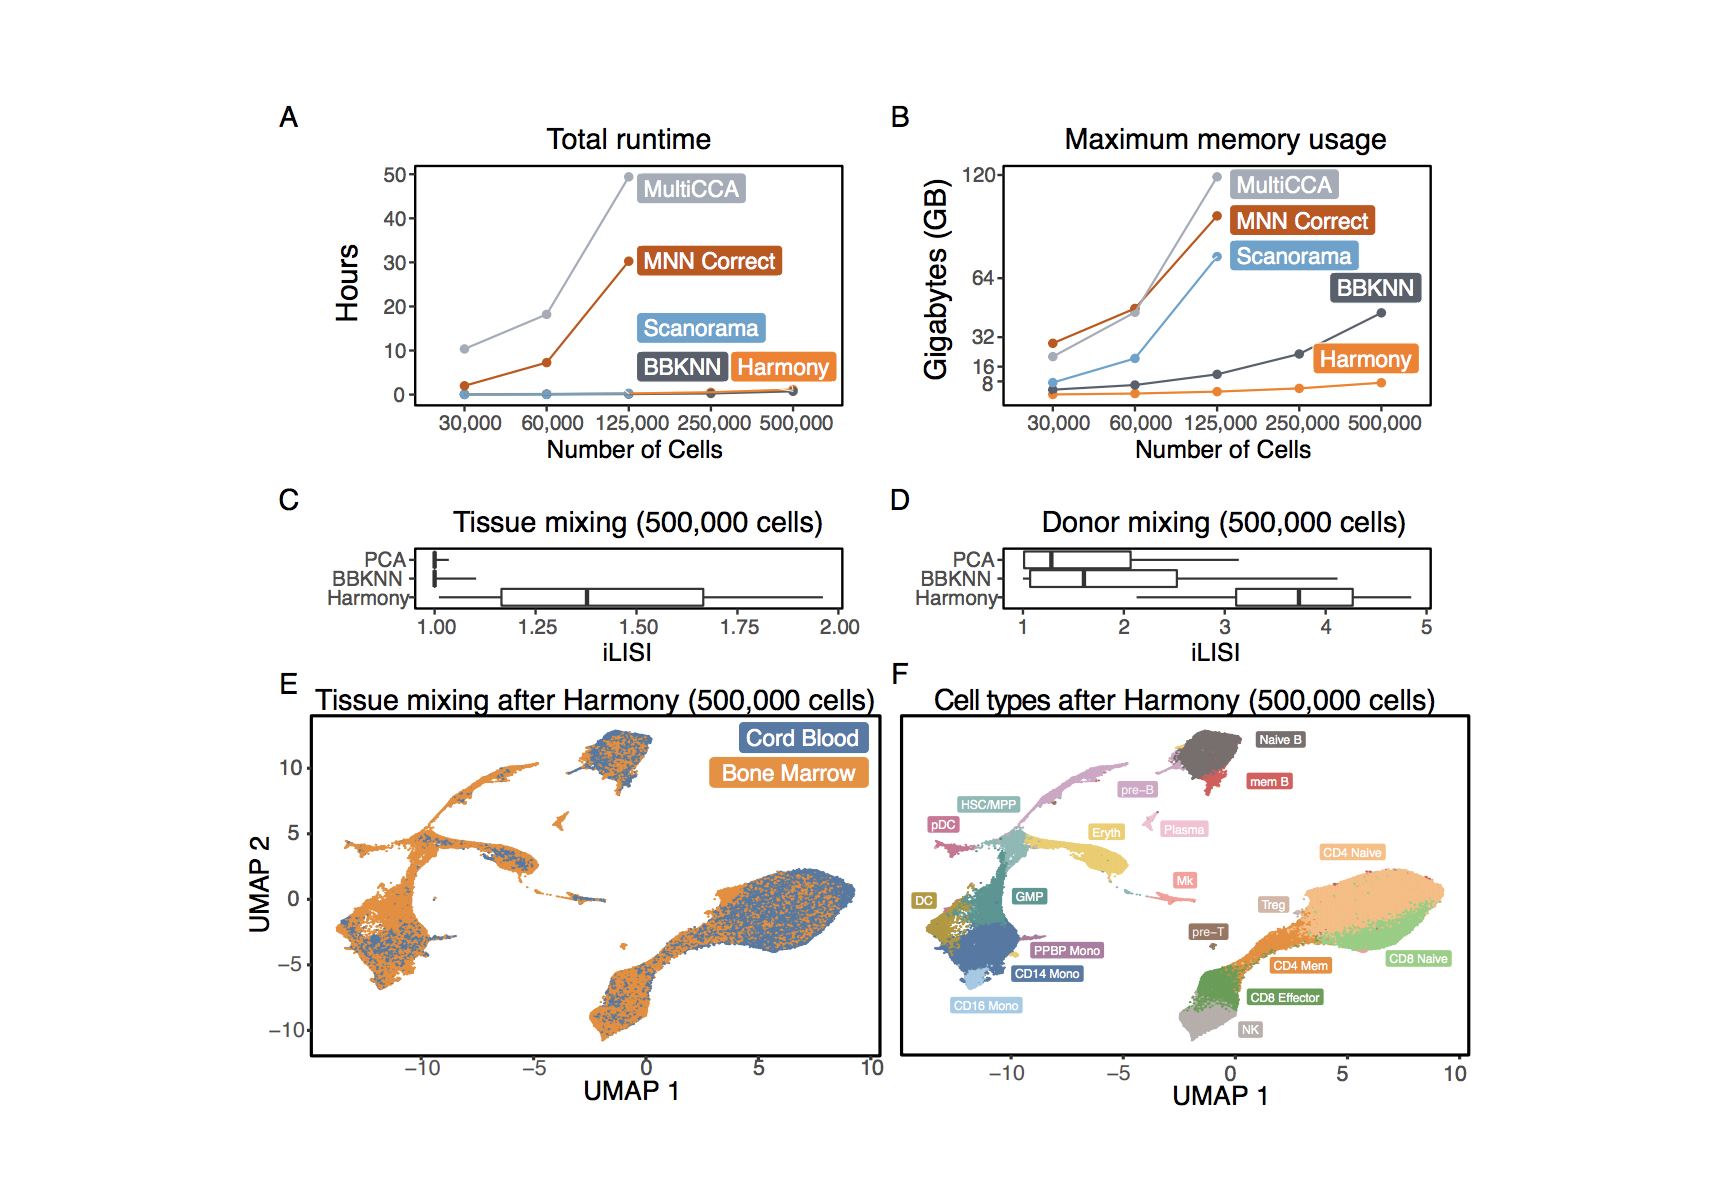 A
Total runtime
50
40
30
20
10
0
Hours
MultiCCA
MNN Correct
Scanorama
BBKNN
Harmony
30,000
60,000
125,000
250,000
500,000
Number of Cells
B
Maximum memory usage
120
64
32
16
8
Gigabytes (GB)
MultiCCA
MNN Correct
Scanorama
BBKNN
Harmony
30,000
60,000
125,000
250,000
500,000
Number of Cells
C
Tissue mixing (500,000 cells)
PCA
BBKNN
Harmony
1.00
1.25
1.50
1.75
2.00
iLISI
D
Donor mixing (500,000 cells)
PCA
BBKNN
Harmony
1
2
3
4
5
iLISI
E
Tissue mixing after Harmony (500,000 cells)
Cord Blood
Bone Marrow
10
5
0
−5
−10
UMAP 2
−10
−5
0
5
10
UMAP 1
F
Cell types after Harmony (500,000 cells)
Naive B
mem B
pre−B
HSC/MPP
pDC
Eryth
Plasma
CD4 Naive
Mk
DC
GMP
Treg
pre−T
PPBP Mono
CD8 Naive
CD4 Mem
CD14 Mono
CD8 Effector
CD16 Mono
NK
−10
−5
0
5
10
UMAP 1